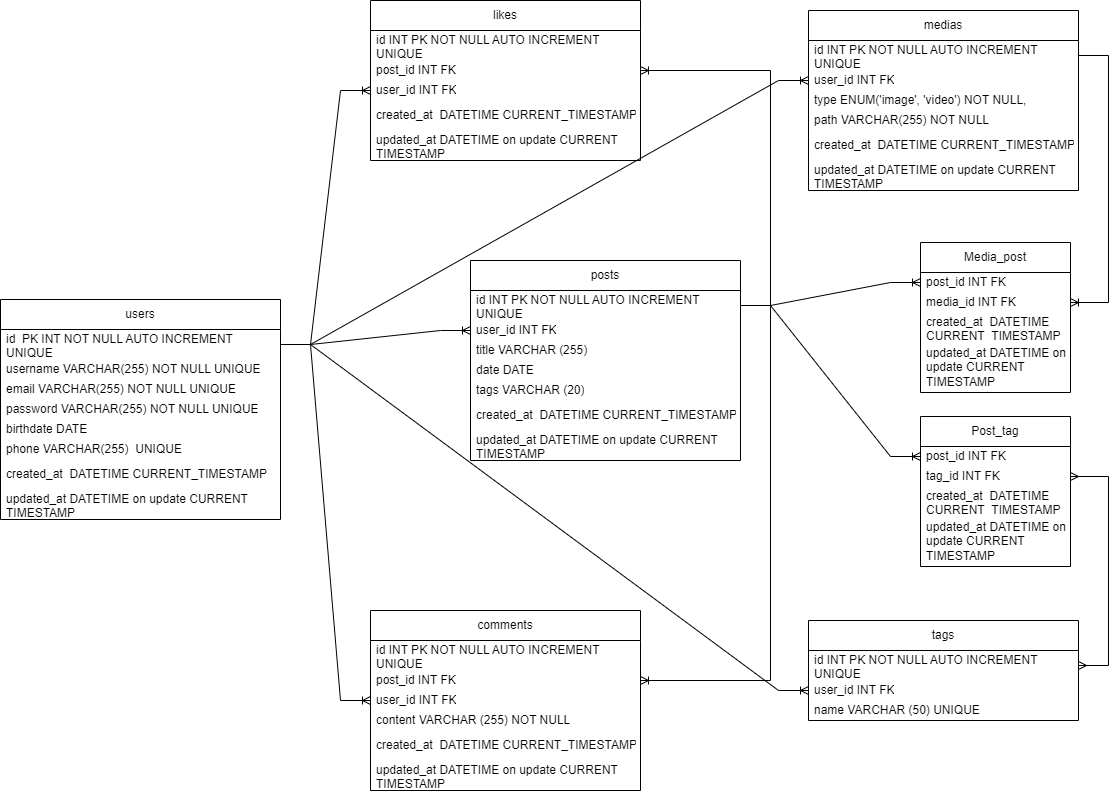 likes
id INT PK NOT NULL AUTO INCREMENT
UNIQUE
post_id INT FK
user_id INT FK
created_at  DATETIME CURRENT_TIMESTAMP
updated_at DATETIME on update CURRENT
TIMESTAMP
medias
id INT PK NOT NULL AUTO INCREMENT
UNIQUE
user_id INT FK
type ENUM('image', 'video') NOT NULL,
path VARCHAR(255) NOT NULL
created_at  DATETIME CURRENT_TIMESTAMP
updated_at DATETIME on update CURRENT
TIMESTAMP
users
id  PK INT NOT NULL AUTO INCREMENT
UNIQUE
username VARCHAR(255) NOT NULL UNIQUE
email VARCHAR(255) NOT NULL UNIQUE
password VARCHAR(255) NOT NULL UNIQUE
birthdate DATE
phone VARCHAR(255)  UNIQUE
created_at  DATETIME CURRENT_TIMESTAMP
updated_at DATETIME on update CURRENT
TIMESTAMP
posts
id INT PK NOT NULL AUTO INCREMENT
UNIQUE
user_id INT FK
title VARCHAR (255)
date DATE
tags VARCHAR (20)
created_at  DATETIME CURRENT_TIMESTAMP
updated_at DATETIME on update CURRENT
TIMESTAMP
Media_post
post_id INT FK
media_id INT FK
created_at  DATETIME
CURRENT  TIMESTAMP
updated_at DATETIME on
update CURRENT
TIMESTAMP
Post_tag
post_id INT FK
tag_id INT FK
created_at  DATETIME
CURRENT  TIMESTAMP
updated_at DATETIME on
update CURRENT
TIMESTAMP
comments
id INT PK NOT NULL AUTO INCREMENT
UNIQUE
post_id INT FK
user_id INT FK
content VARCHAR (255) NOT NULL
created_at  DATETIME CURRENT_TIMESTAMP
updated_at DATETIME on update CURRENT
TIMESTAMP
tags
id INT PK NOT NULL AUTO INCREMENT
UNIQUE
user_id INT FK
name VARCHAR (50) UNIQUE